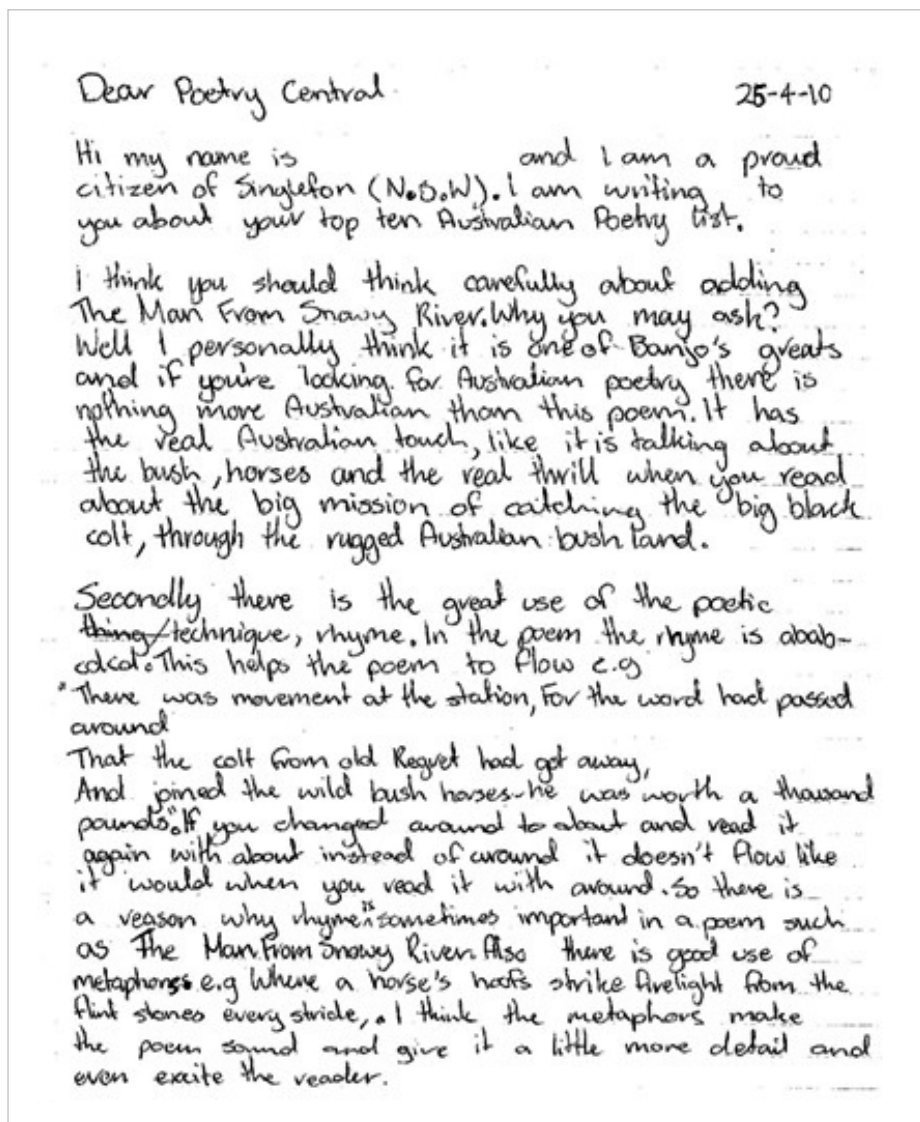 Dear Poetry Central 25-4-10
Hi my name is and I am a proud
citizen of Singleton (N.S.W). I am writing to
you about your top ten Australian Poetry list.
I think you should think carefully about adding
The Man From Snowy River. Why you may ask?
Well I personally think it is one of Banjo's greats
and if you're looking for Australian poetry there is
nothing more Australian than this poem. It has
the real Australian touch, like it is talking about
the bush, horses and the real thrill when you read
about the big mission of catching the big black
colt, through the rugged Australian bush land.
Secondly there is the great use of the poetic
thing/technique, rhyme. In the poem the rhyme is abab-
cdcd. This helps the poem to flow e.g
"There was movement at the station, For the word had passed
around
That the colt from old Regret had got away,
And joined the wild bush horses-he was worth a thousand
pounds". If you changed around to about and read it
again with about instead of around it doesn't flow like
it would when you read it with around. So there is
a reason why rhyme is sometimes important in a poem such
as The Man From Snowy River. Also there is good use of
metaphors e.g Where a horse's hoofs strike firelight from the
flint stones every stride,. I think the metaphors make
the poem sound and give it a little more detail and
even excite the reader.